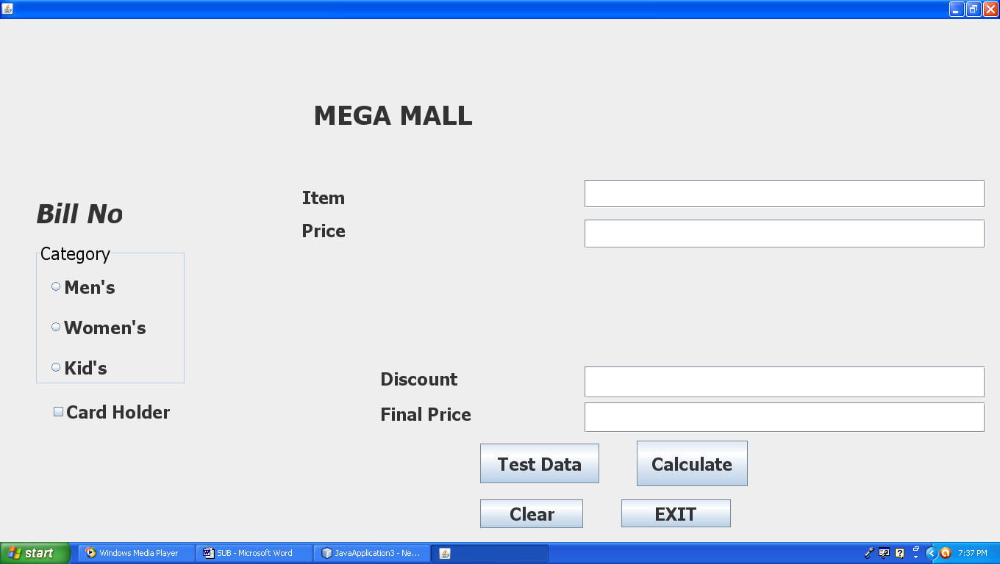 MEGA MALL
Item
Bill No
Price
Category
Men's
Women's
Kid's
Discount
Card Holder
Final Price
Test Data
Calculate
Clear
EXIT
start
Windows Media Player
SUB - Microsoft Word
JavaApplication3 - Ne...
7:37 PM